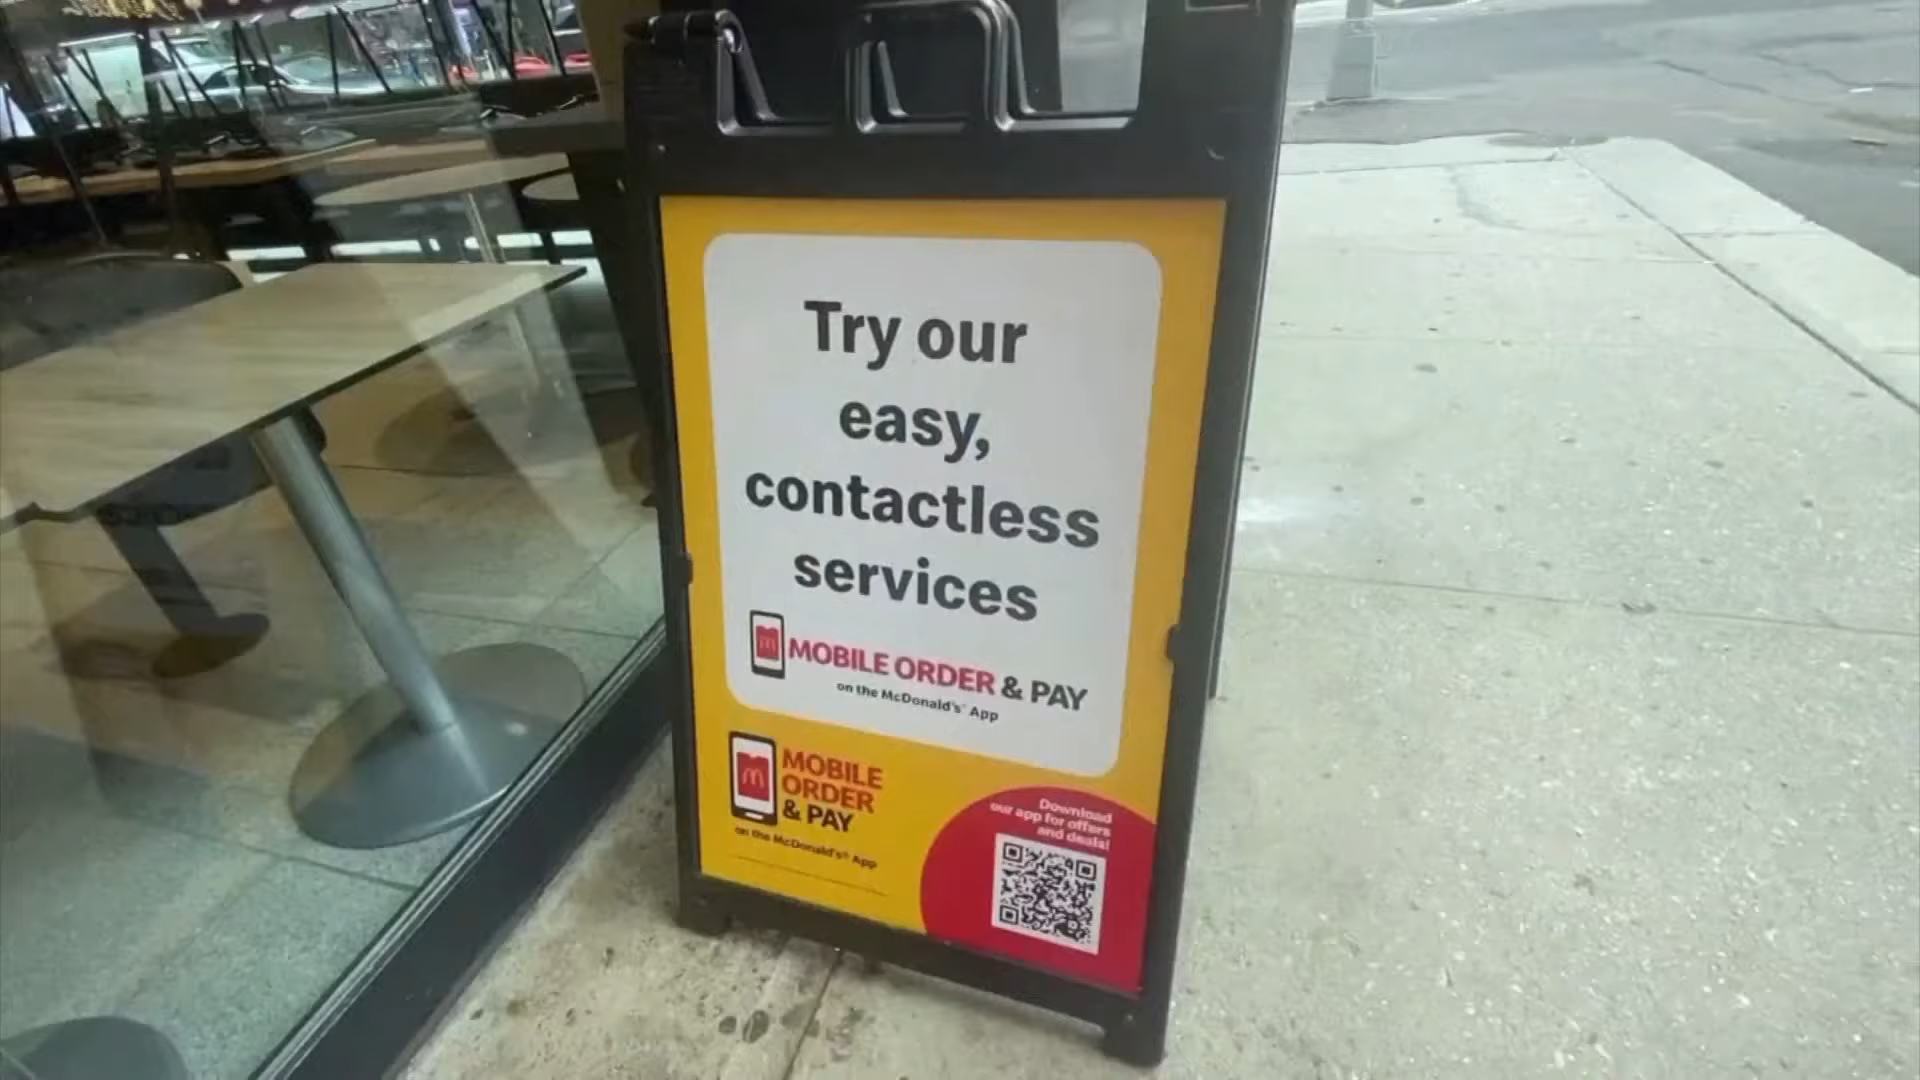 Try our
easy,
contactless
services
MOBILE ORDER & PAY
on the McDonald's App
MOBILE
ORDER
& PAY
on the McDonald's® App
Download
our app for offers
and deals!